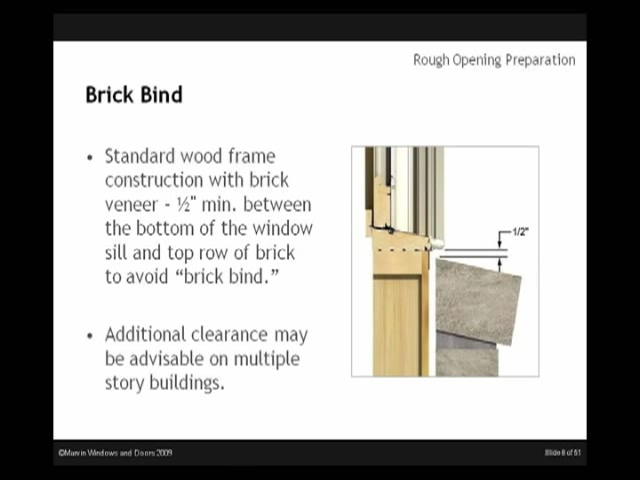 Rough Opening Preparation
Brick Bind
• Standard wood frame
construction with brick
veneer - ½" min. between
the bottom of the window
sill and top row of brick
to avoid “brick bind.”
1/2"
• Additional clearance may
be advisable on multiple
story buildings.
©Marvin Windows and Doors 2009
Slide 8 of 51